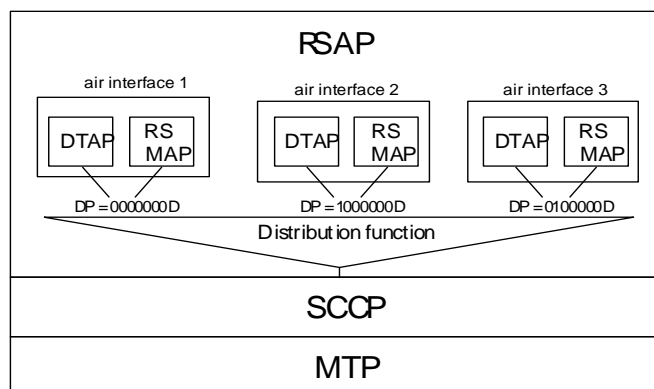 RSAP
air interface 1
air interface 2
air interface 3
DTAP
RS
MAP
DTAP
RS
MAP
DTAP
RS
MAP
DP = 0000000D
DP = 1000000D
DP = 0100000D
Distribution function
SCCP
MTP